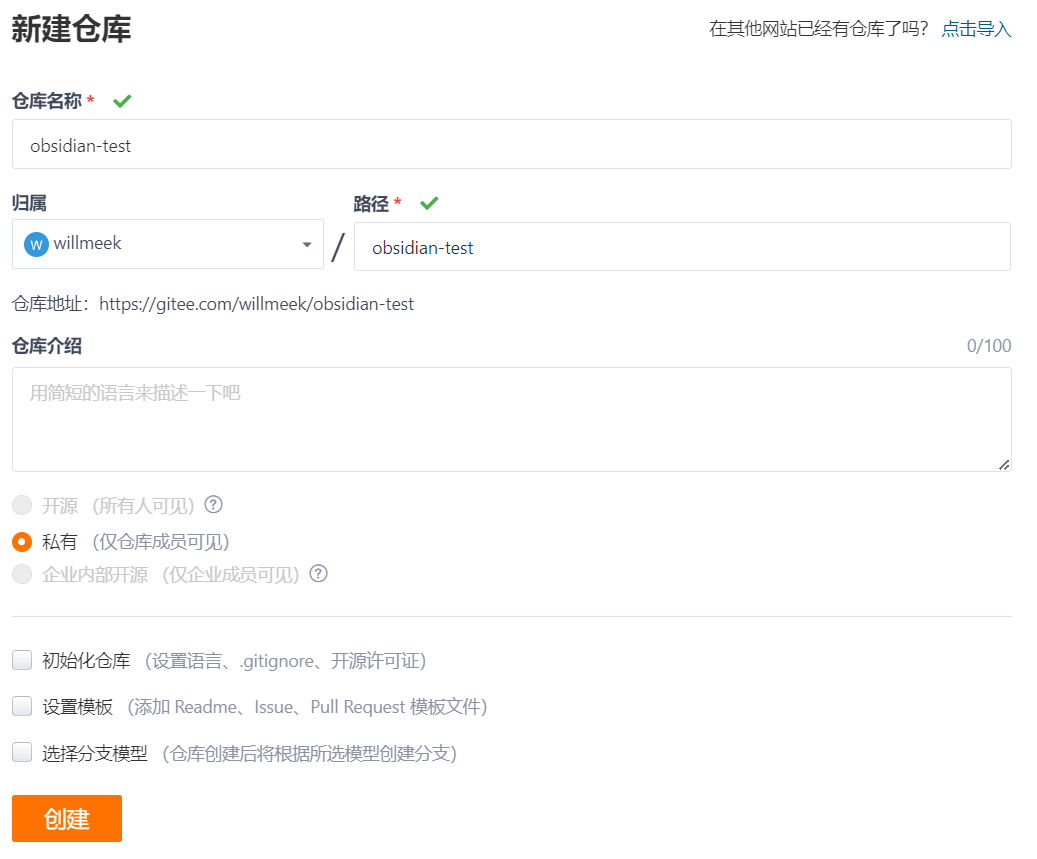 新建仓库
在其他网站已经有仓库了吗? 点击导入
仓库名称 *
obsidian-test
归属
路径 *
W willmeek
/
obsidian-test
仓库地址：https://gitee.com/willmeek/obsidian-test
仓库介绍
0/100
用简短的语言来描述一下吧
开源 （所有人可见） ?
私有 （仅仓库成员可见）
企业内部开源 （仅企业成员可见） ?
初始化仓库 （设置语言、.gitignore、开源许可证）
设置模板 （添加 Readme、Issue、Pull Request 模板文件）
选择分支模型 （仓库创建后将根据所选模型创建分支）
创建